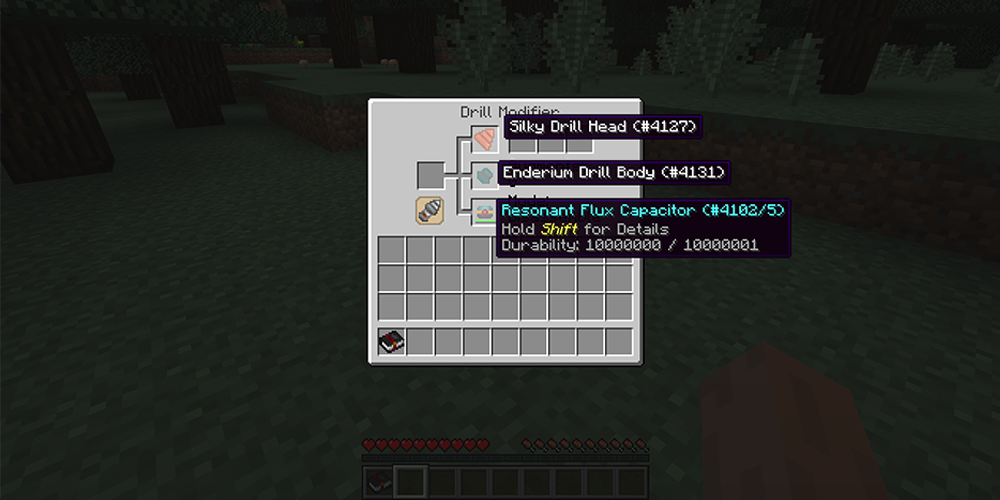 Drill Modifier
Silky Drill Head (#4127)
Enderium Drill Body (#4131)
Resonant Flux Capacitor (#4102/5)
Hold Shift for Details
Durability: 10000000 / 10000001